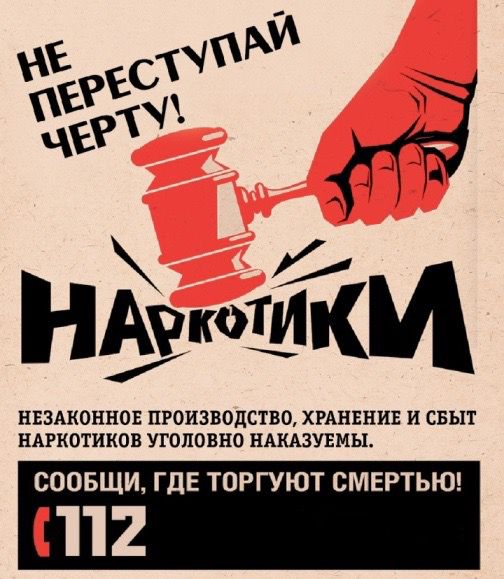 НЕ
ПЕРЕСТУПАЙ
ЧЕРТУ!
НАРКОТИКИ
НЕЗАКОННОЕ ПРОИЗВОДСТВО, ХРАНЕНИЕ И СБЫТ
НАРКОТИКОВ УГОЛОВНО НАКАЗУЕМЫ.
СООБЩИ, ГДЕ ТОРГУЮТ СМЕРТЬЮ!
112